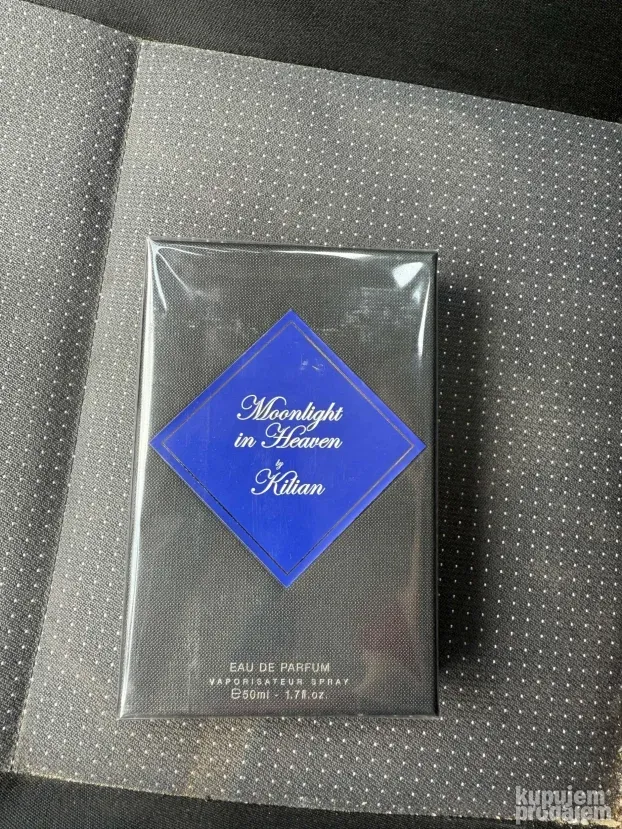 Moonlight
in Heaven
by
Kilian
EAU DE PARFUM
VAPORISATEUR SPRAY
℮50ml - 1.7fl.oz.
kupujem
prodajem